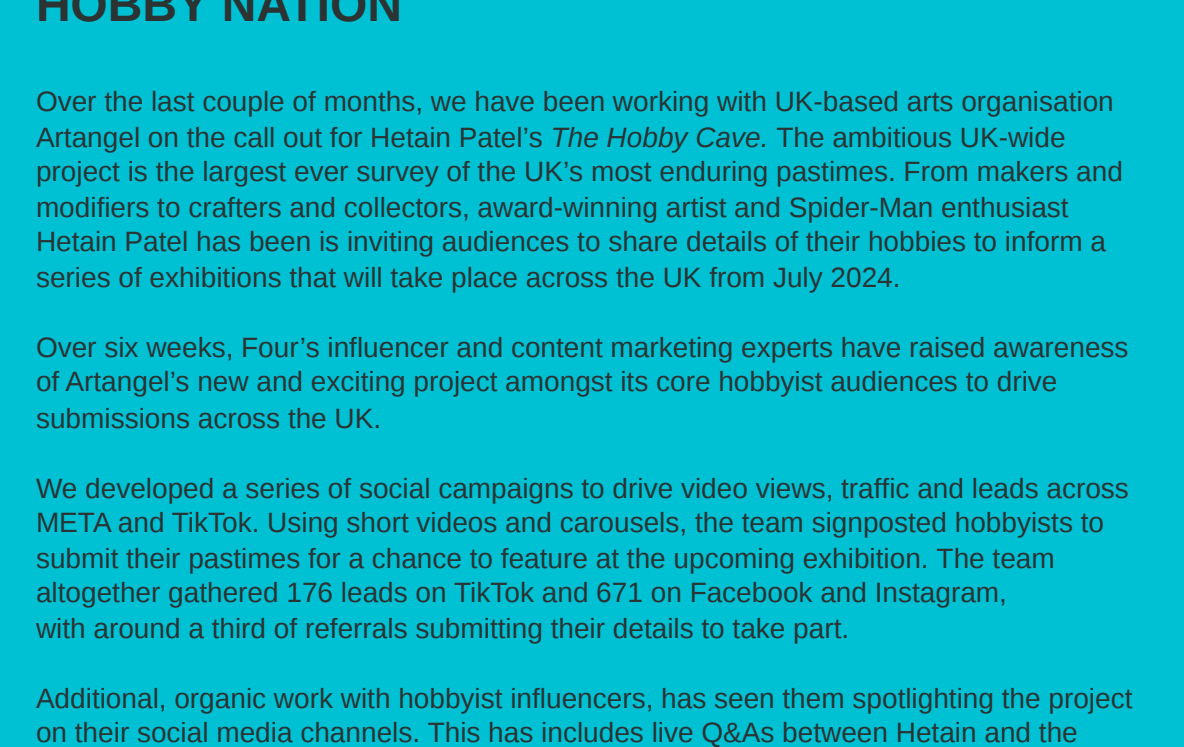 HOBBY NATION
Over the last couple of months, we have been working with UK-based arts organisation
Artangel on the call out for Hetain Patel’s The Hobby Cave. The ambitious UK-wide
project is the largest ever survey of the UK’s most enduring pastimes. From makers and
modifiers to crafters and collectors, award-winning artist and Spider-Man enthusiast
Hetain Patel has been is inviting audiences to share details of their hobbies to inform a
series of exhibitions that will take place across the UK from July 2024.
Over six weeks, Four’s influencer and content marketing experts have raised awareness
of Artangel’s new and exciting project amongst its core hobbyist audiences to drive
submissions across the UK.
We developed a series of social campaigns to drive video views, traffic and leads across
META and TikTok. Using short videos and carousels, the team signposted hobbyists to
submit their pastimes for a chance to feature at the upcoming exhibition. The team
altogether gathered 176 leads on TikTok and 671 on Facebook and Instagram,
with around a third of referrals submitting their details to take part.
Additional, organic work with hobbyist influencers, has seen them spotlighting the project
on their social media channels. This has includes live Q&As between Hetain and the